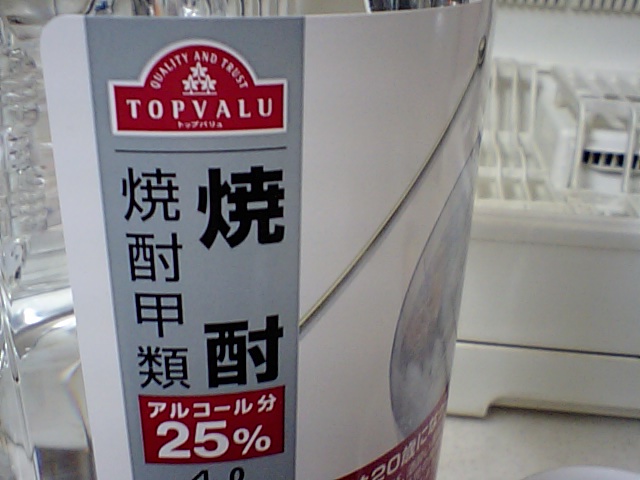 QUALITY AND TRUST
TOPVALU
トップバリュ
焼酎
焼酎甲類
アルコール分
25%